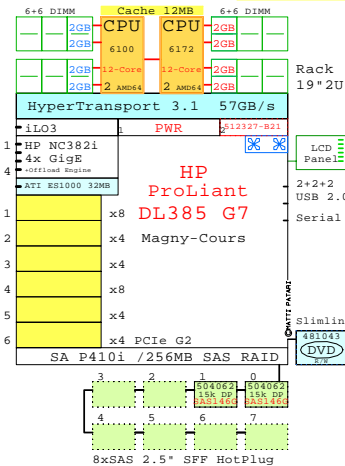 6+6 DIMM Cache 12MB 6+6 DIMM
2GB CPU CPU 2GB
2GB 6100 6172 2GB
2GB 12-Core 12-Core 2GB
2GB 2 AMD64 2 AMD64 2GB
Rack
19"2U
HyperTransport 3.1 57GB/s
iLO3 1 PWR 2 512327-B21
1 HP NC382i
4x GigE
4 +Offload Engine
ATI ES1000 32MB
LCD
Panel
HP
ProLiant
DL385 G7
Magny-Cours
2+2+2
USB 2.0
Serial
1 x8
2 x4
3 x4
4 x8
5 x4
6 x4 PCIe G2
©MATTI PATARI
Slimlin
481043
DVD
R/W
SA P410i /256MB SAS RAID
3 2 1 0
504062 504062
15k DP 15k DP
SAS146G SAS146G
4 5 6 7
8xSAS 2.5" SFF HotPlug